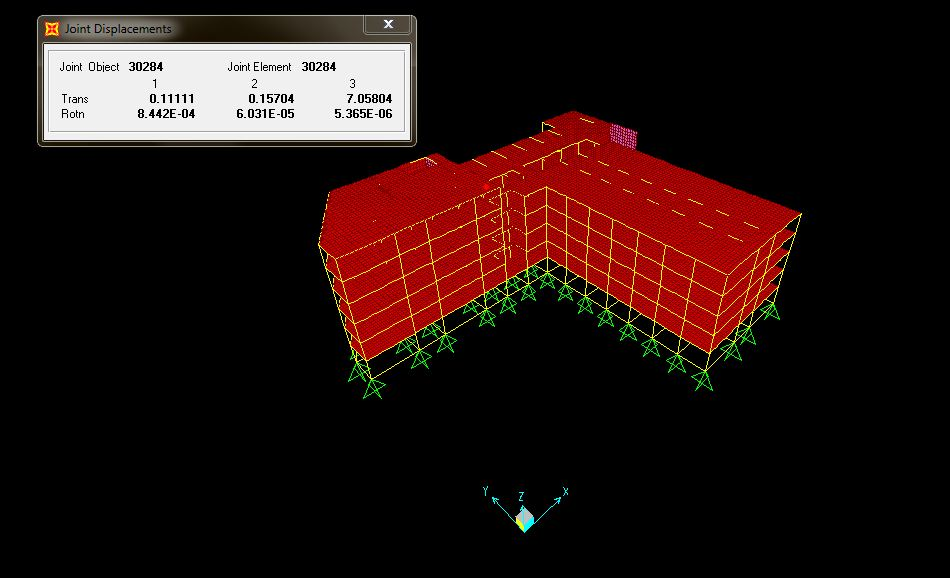 Joint Displacements
Joint Object 30284 Joint Element 30284
1 2 3
Trans 0.11111 0.15704 7.05804
Rotn 8.442E-04 6.031E-05 5.365E-06
Y Z X